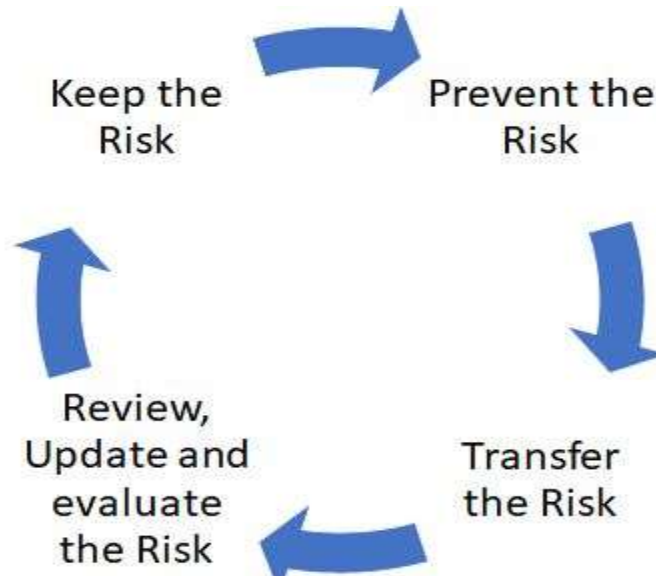 Keep the
Risk
Prevent the
Risk
Transfer
the Risk
Review,
Update and
evaluate
the Risk